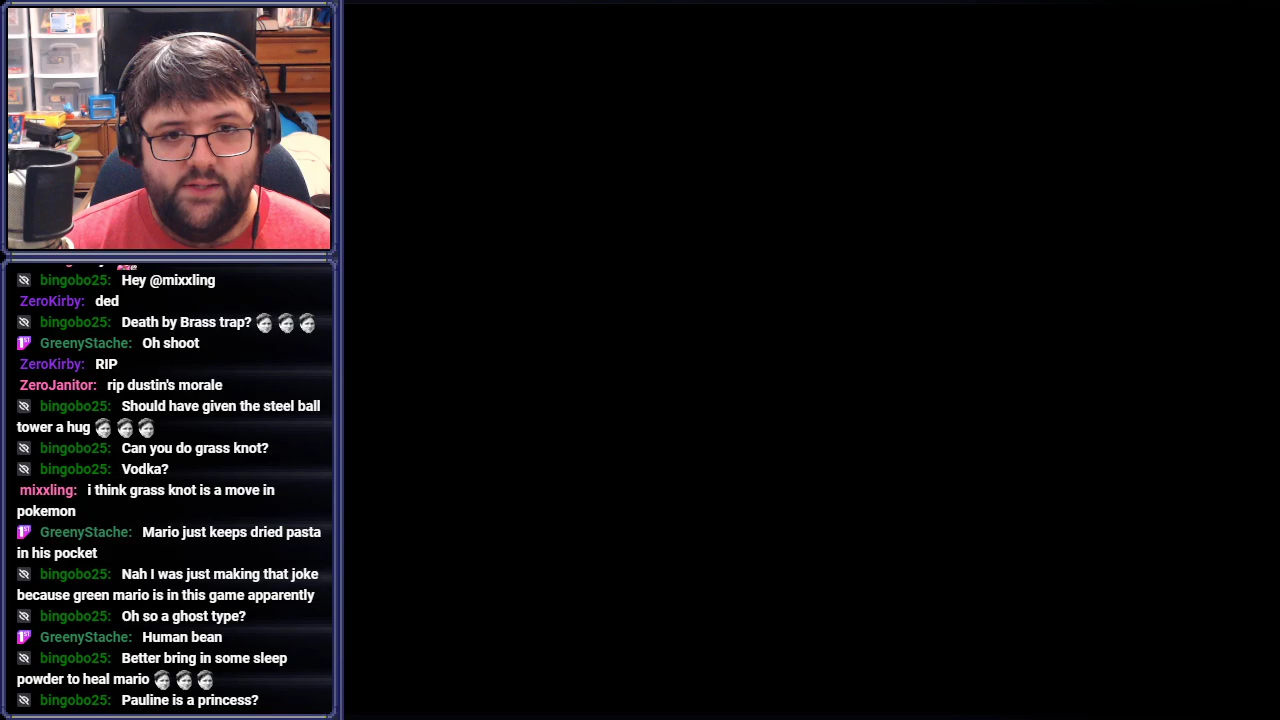 bingobo25: Hey @mixxling
ZeroKirby: ded
bingobo25: Death by Brass trap?
GreenyStache: Oh shoot
ZeroKirby: RIP
ZeroJanitor: rip dustin's morale
bingobo25: Should have given the steel ball
tower a hug
bingobo25: Can you do grass knot?
bingobo25: Vodka?
mixxling: i think grass knot is a move in
pokemon
GreenyStache: Mario just keeps dried pasta
in his pocket
bingobo25: Nah I was just making that joke
because green mario is in this game apparently
bingobo25: Oh so a ghost type?
GreenyStache: Human bean
bingobo25: Better bring in some sleep
powder to heal mario
bingobo25: Pauline is a princess?